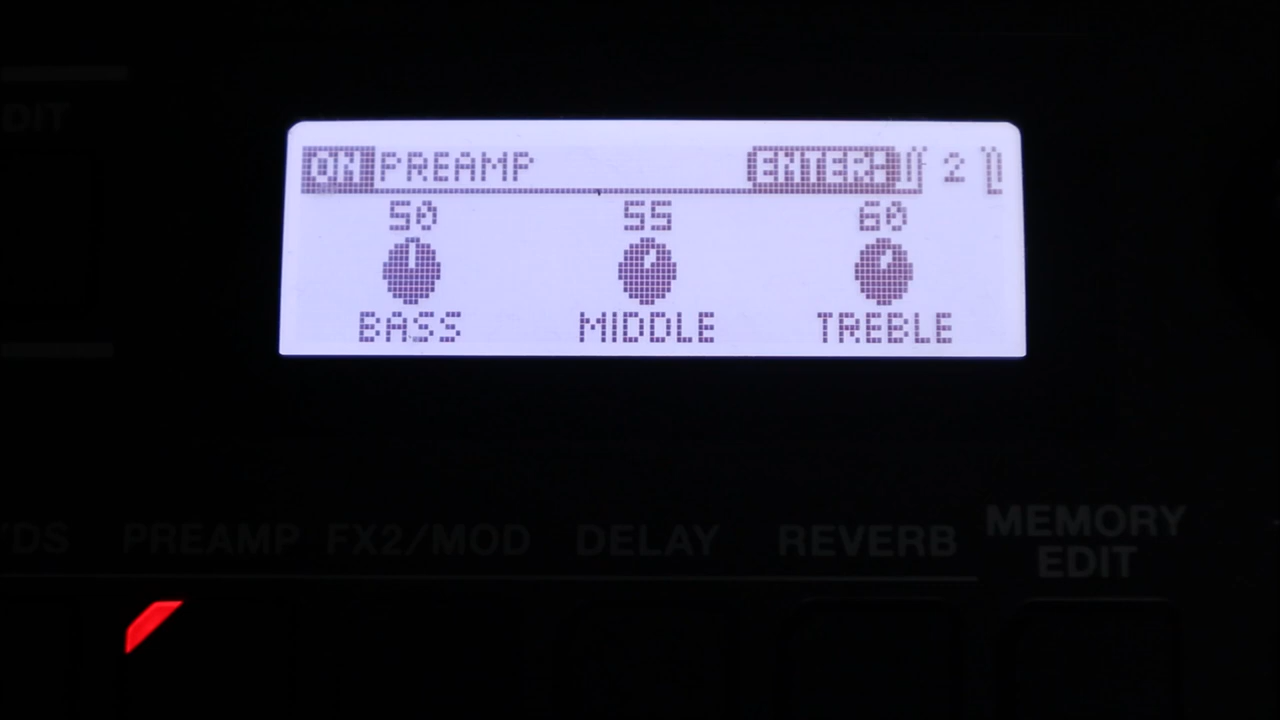 ON PREAMP ENTER 2
50 55 60
BASS MIDDLE TREBLE
PREAMP FX2/MOD DELAY REVERB MEMORY
EDIT